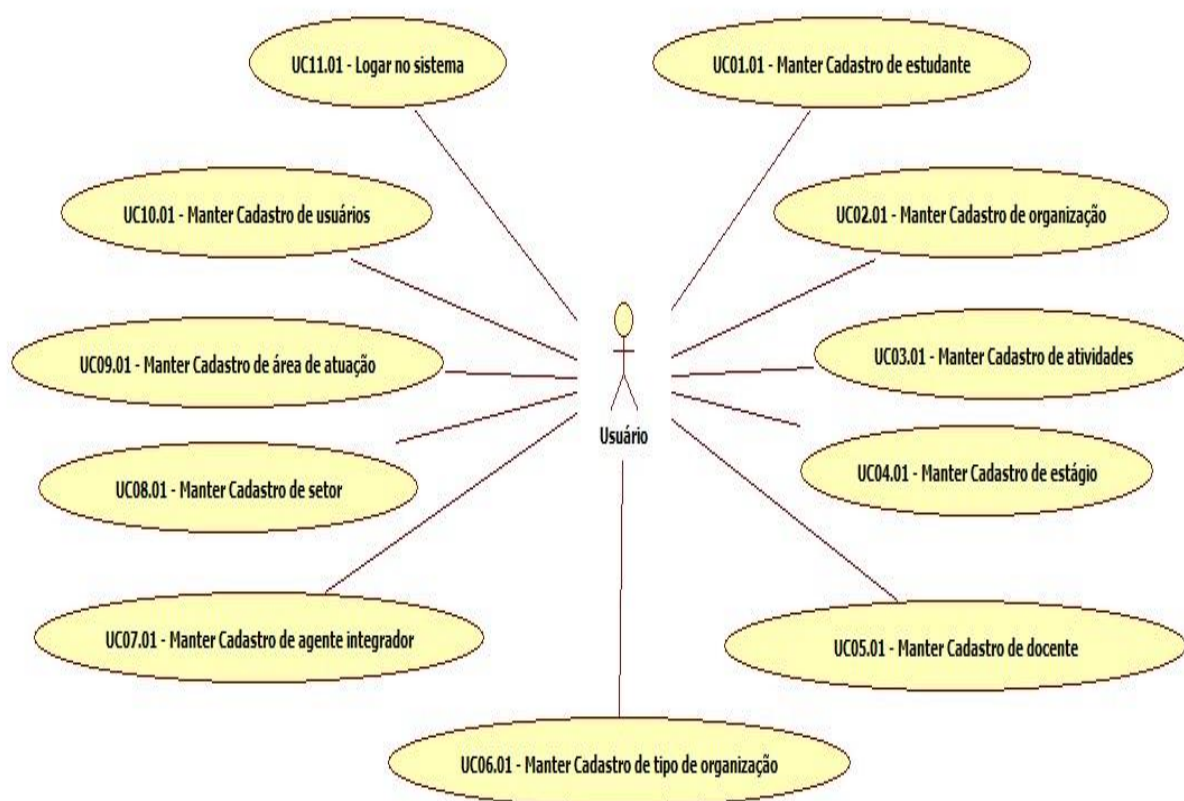 UC11.01 - Logar no sistema
UC01.01 - Manter Cadastro de estudante
UC10.01 - Manter Cadastro de usuários
UC02.01 - Manter Cadastro de organização
UC09.01 - Manter Cadastro de área de atuação
UC03.01 - Manter Cadastro de atividades
Usuário
UC08.01 - Manter Cadastro de setor
UC04.01 - Manter Cadastro de estágio
UC07.01 - Manter Cadastro de agente integrador
UC05.01 - Manter Cadastro de docente
UC06.01 - Manter Cadastro de tipo de organização